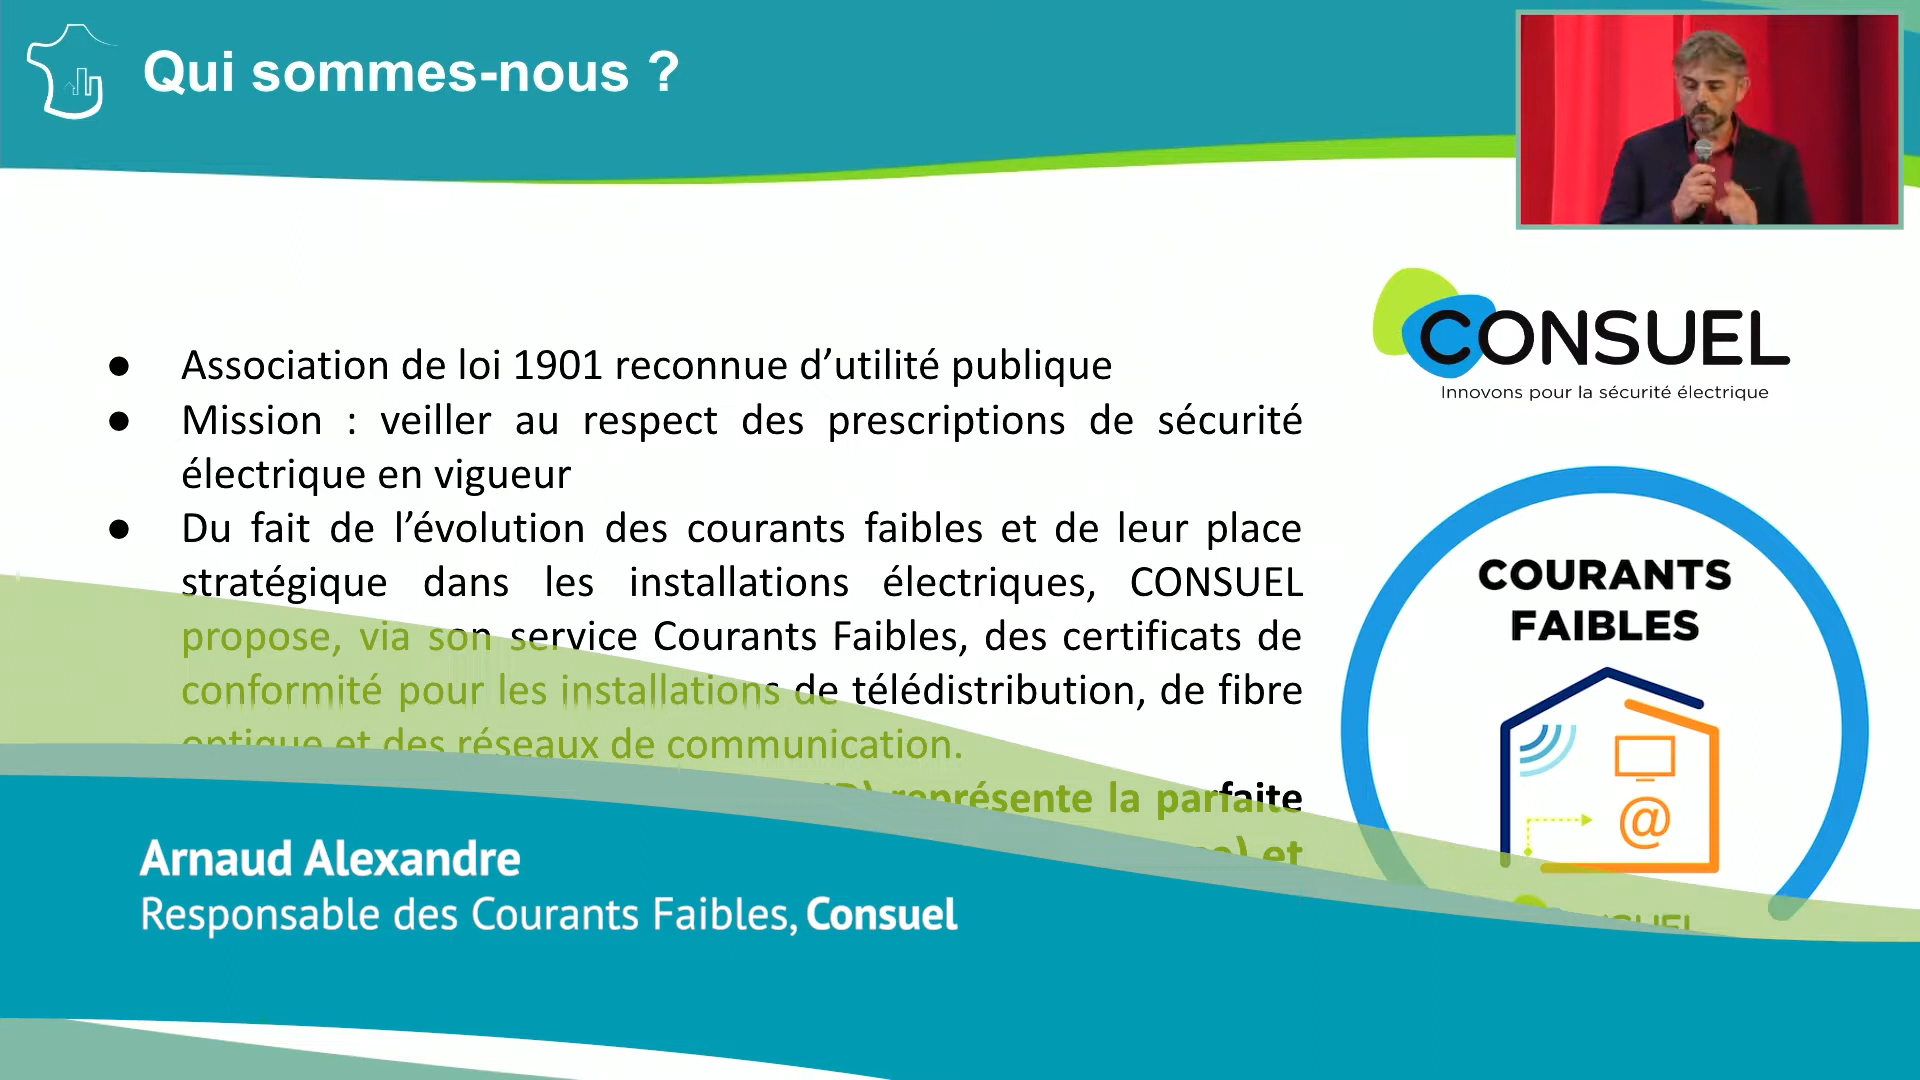 Qui sommes-nous ?
CONSUEL
Innovons pour la sécurité électrique
● Association de loi 1901 reconnue d’utilité publique
● Mission : veiller au respect des prescriptions de sécurité
électrique en vigueur
● Du fait de l’évolution des courants faibles et de leur place
stratégique dans les installations électriques, CONSUEL
propose, via son service Courants Faibles, des certificats de
conformité pour les installations de télédistribution, de fibre
optique et des réseaux de communication.
représente la parfaite
et
COURANTS
FAIBLES
@
Arnaud Alexandre
Responsable des Courants Faibles, Consuel